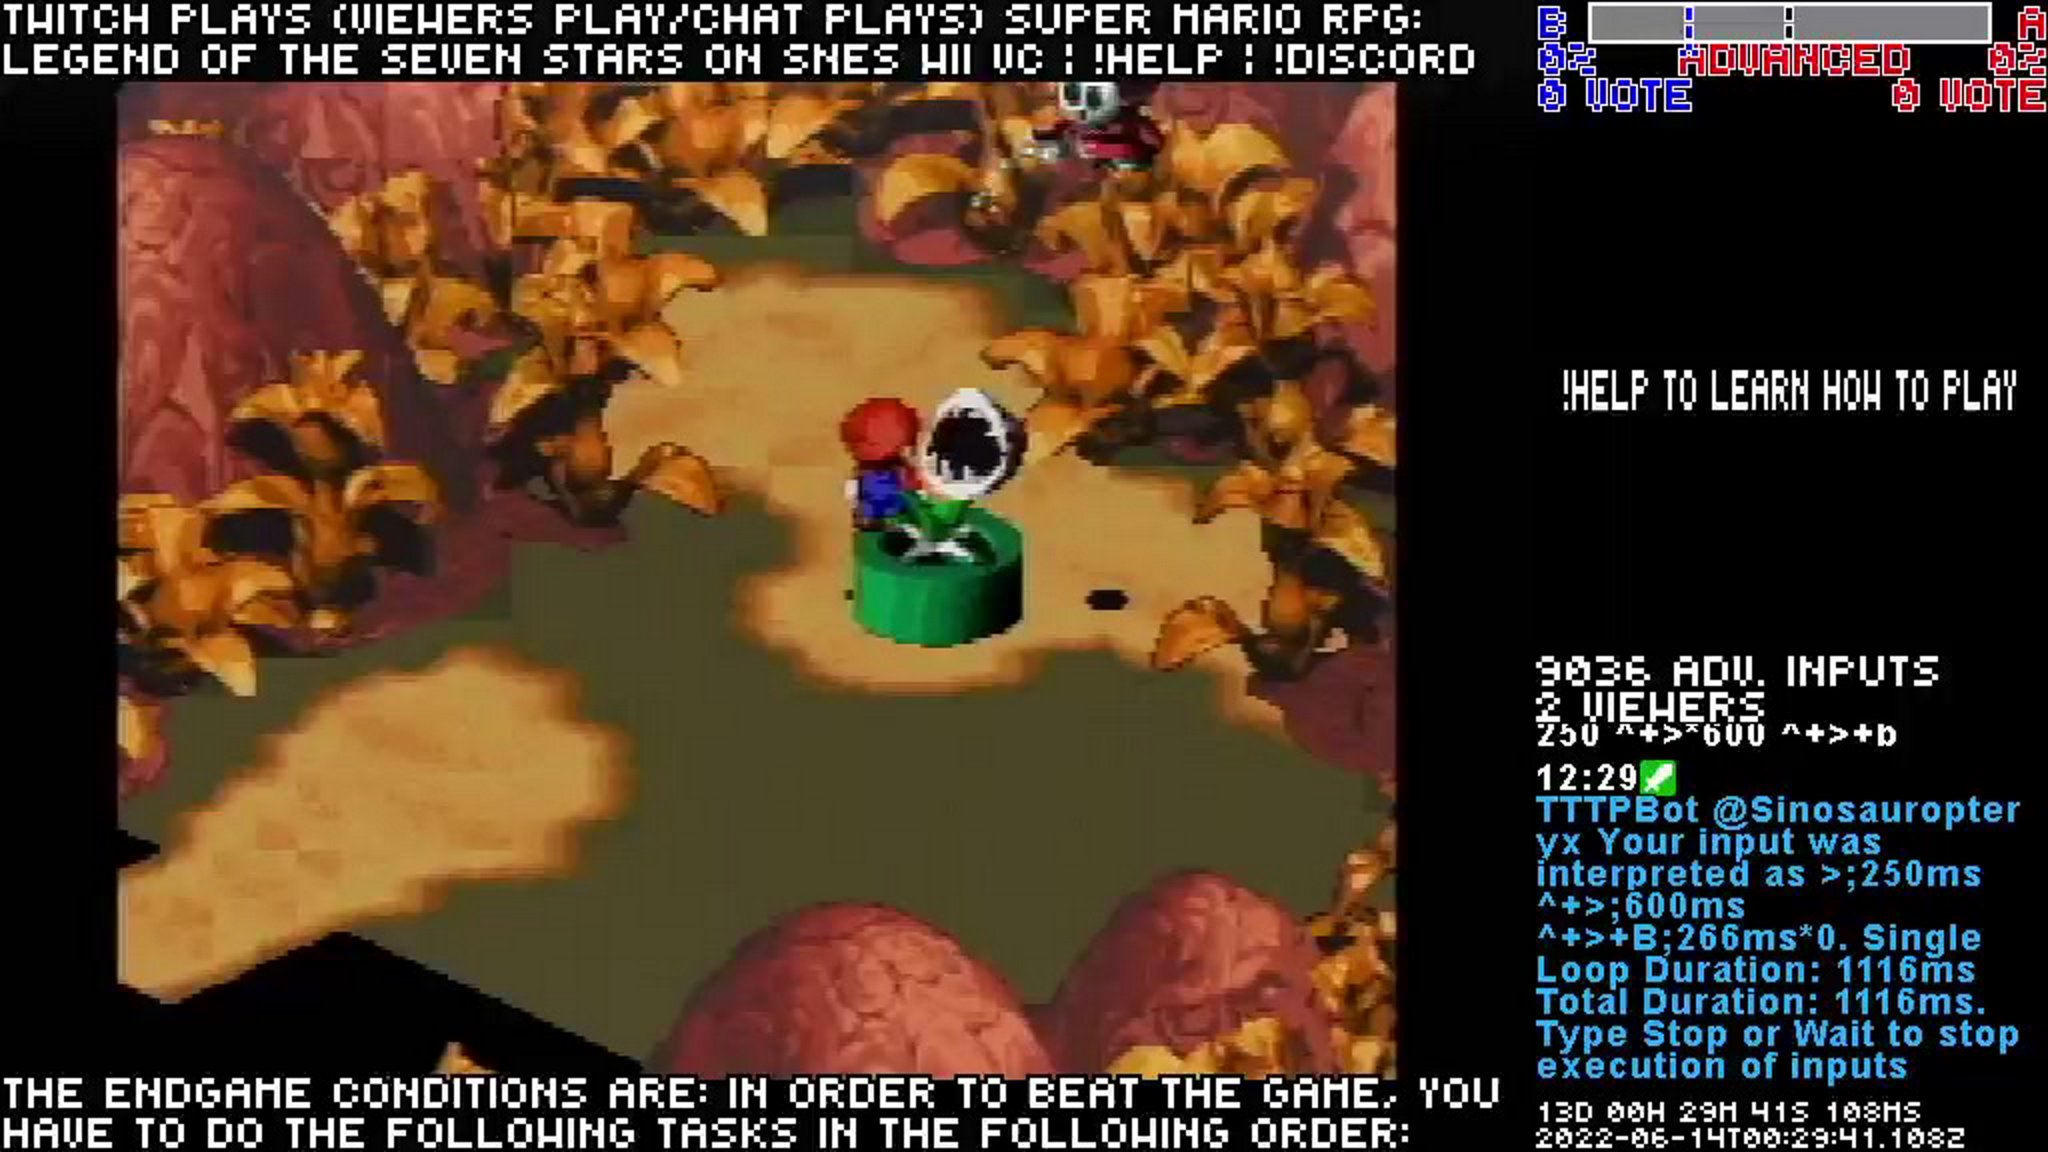 TWITCH PLAYS (VIEWERS PLAY/CHAT PLAYS) SUPER MARIO RPG:
LEGEND OF THE SEVEN STARS ON SNES WII VC ¦ !HELP ¦ !DISCORD
B A
0% ADVANCED 0%
0 VOTE 0 VOTE
!HELP TO LEARN HOW TO PLAY
9036 ADV. INPUTS
2 VIEWERS
250 ^+>*600 ^+>+b
12:29
TTTPBot @Sinosauropter
yx Your input was
interpreted as >;250ms
^+>;600ms
^+>+B;266ms*0. Single
Loop Duration: 1116ms
Total Duration: 1116ms.
Type Stop or Wait to stop
execution of inputs
THE ENDGAME CONDITIONS ARE: IN ORDER TO BEAT THE GAME, YOU
HAVE TO DO THE FOLLOWING TASKS IN THE FOLLOWING ORDER:
13D 00H 29M 41S 108MS
2022-06-14T00:29:41.108Z